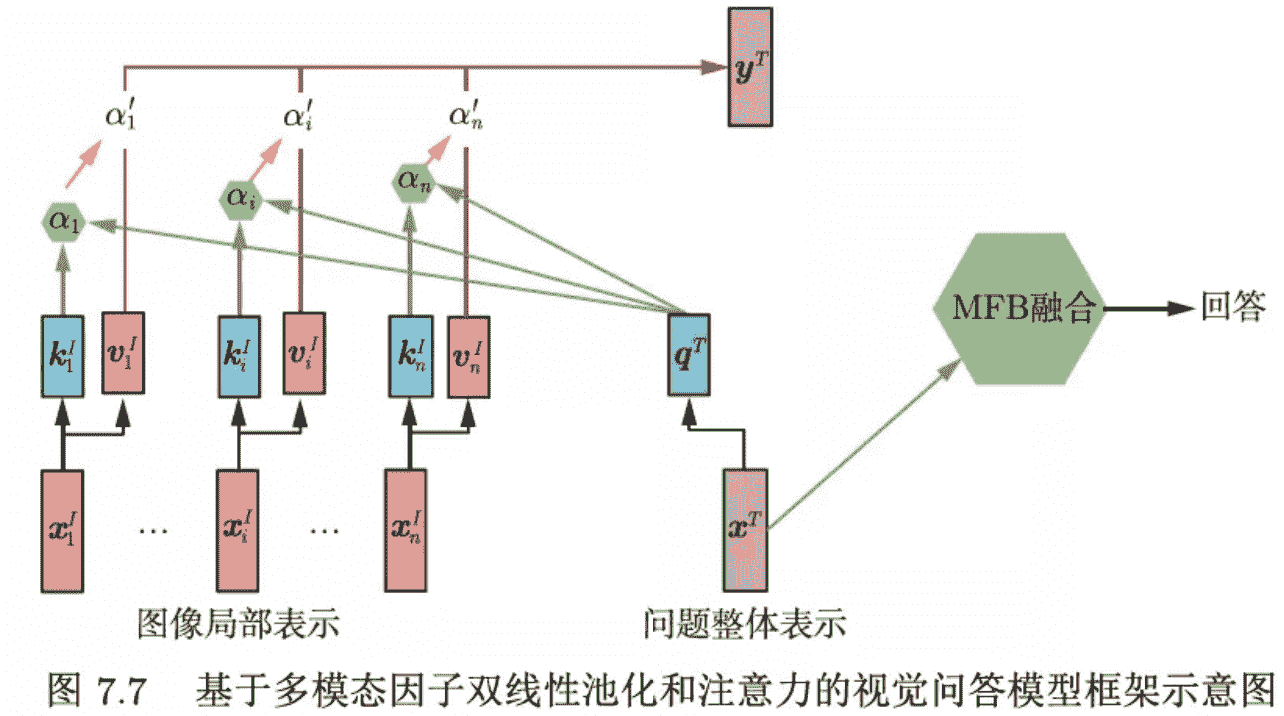 y^T
α′_1 α′_i α′_n
α_1 α_i α_n
MFB融合 回答
k^I_1 v^I_1 k^I_i v^I_i k^I_n v^I_n q^T
x^I_1 … x^I_i … x^I_n x^T
图像局部表示 问题整体表示
图 7.7 基于多模态因子双线性池化和注意力的视觉问答模型框架示意图